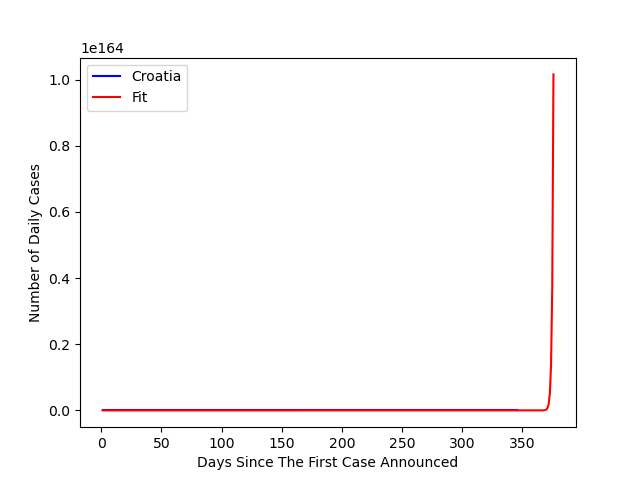 1e164
Croatia
Fit
1.0
0.8
0.6
0.4
0.2
0.0
Number of Daily Cases
0 50 100 150 200 250 300 350
Days Since The First Case Announced